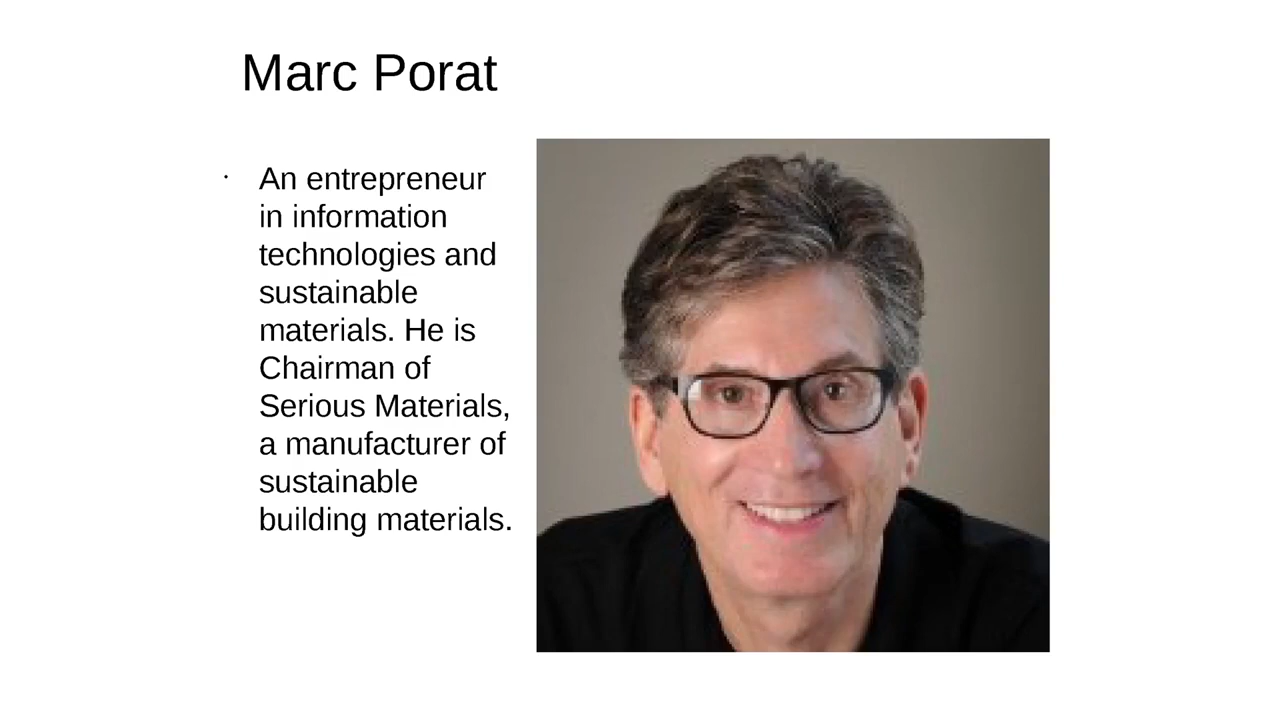 Marc Porat
· An entrepreneur
in information
technologies and
sustainable
materials. He is
Chairman of
Serious Materials,
a manufacturer of
sustainable
building materials.